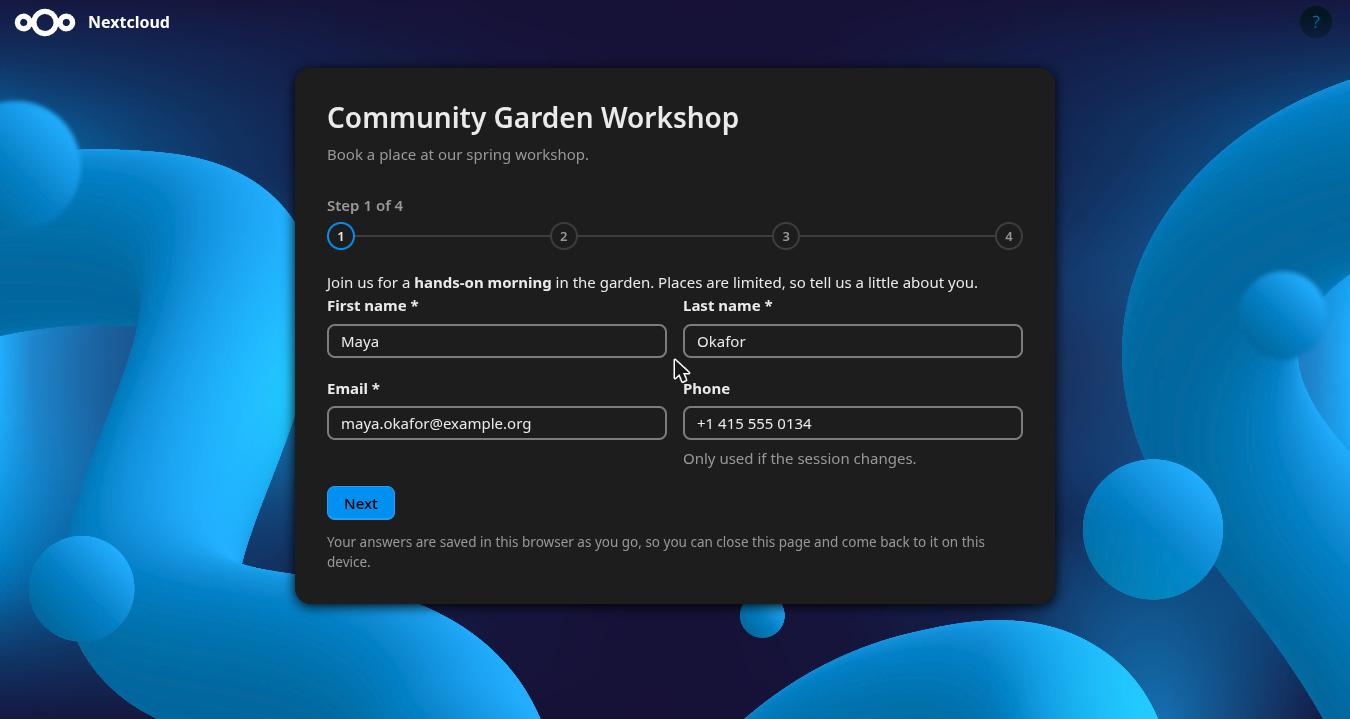 Nextcloud
?
Community Garden Workshop
Book a place at our spring workshop.
Step 1 of 4
1 2 3 4
Join us for a hands-on morning in the garden. Places are limited, so tell us a little about you.
First name * Last name *
Maya Okafor
Email * Phone
maya.okafor@example.org +1 415 555 0134
Only used if the session changes.
Next
Your answers are saved in this browser as you go, so you can close this page and come back to it on this
device.